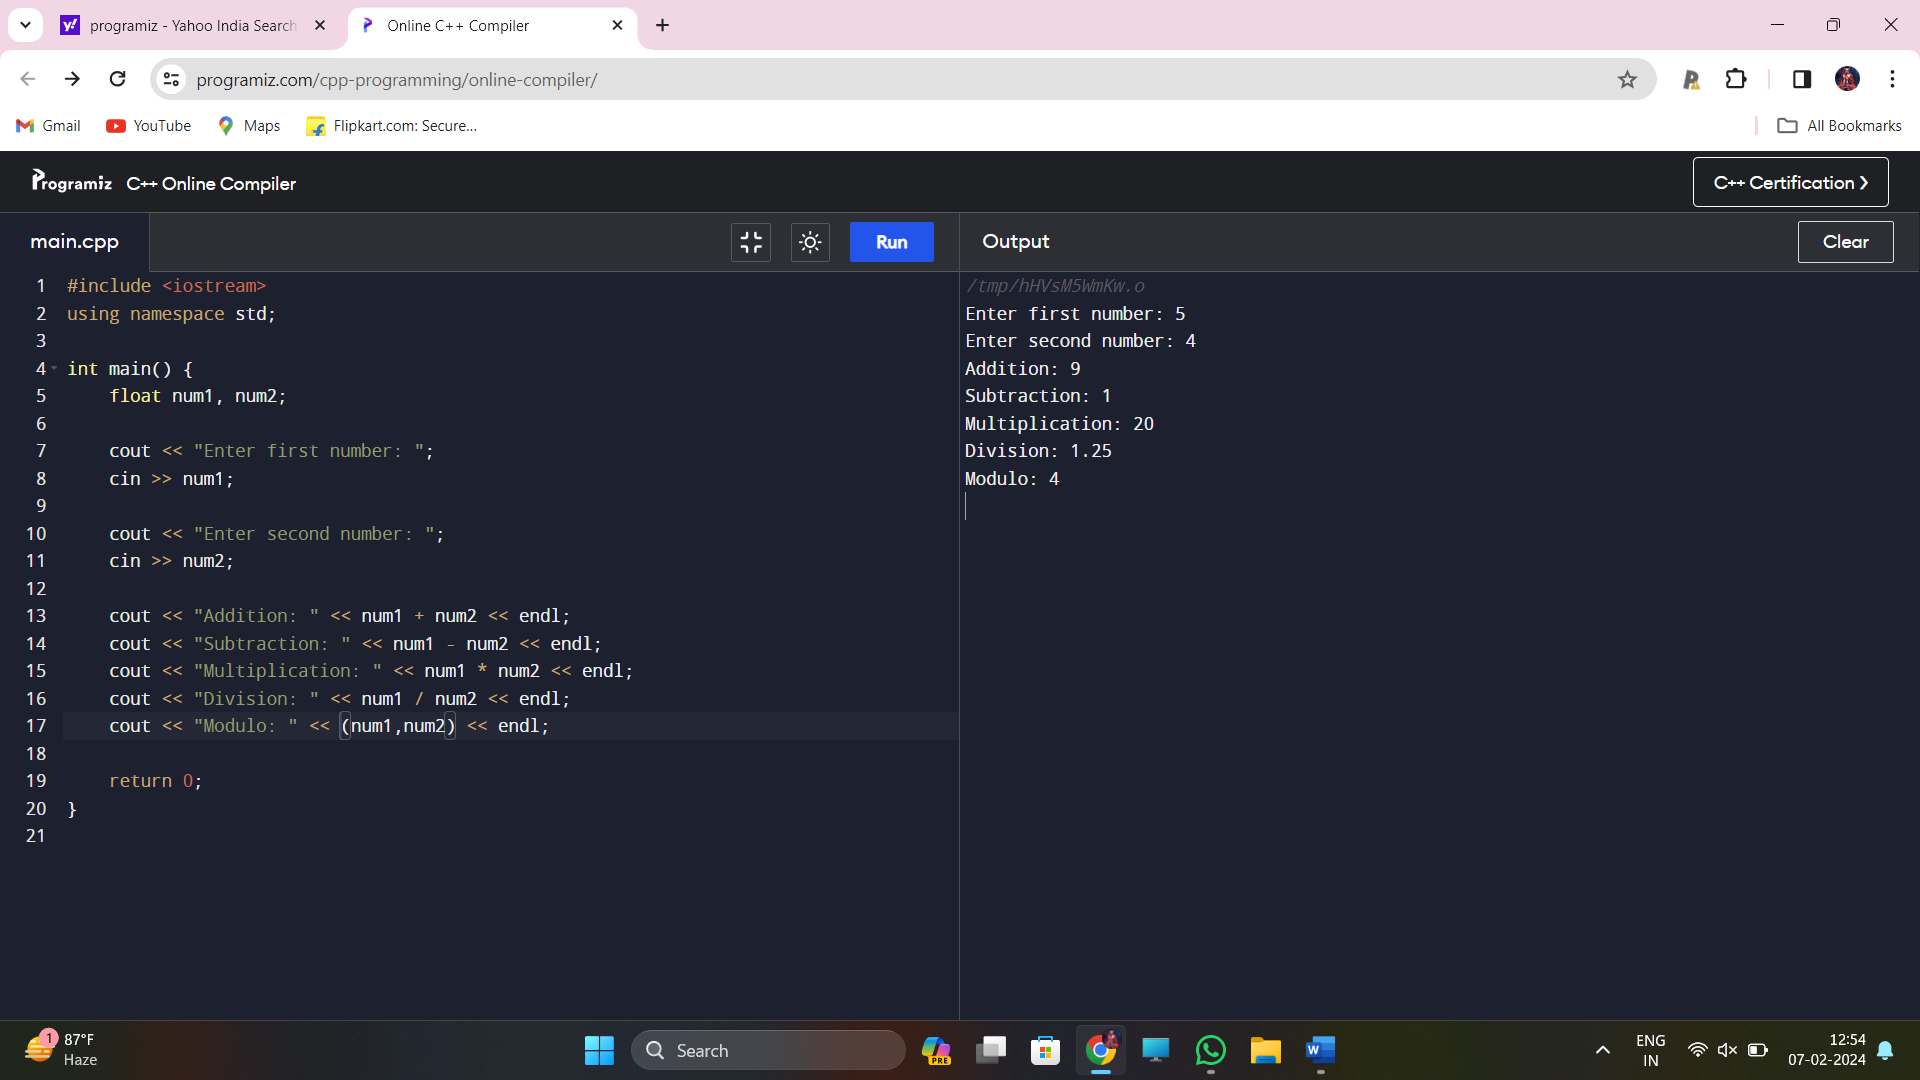 programiz - Yahoo India Search
Online C++ Compiler
programiz.com/cpp-programming/online-compiler/
Gmail
YouTube
Maps
Flipkart.com: Secure...
All Bookmarks
Programiz C++ Online Compiler
C++ Certification
main.cpp
Run
Output
Clear
1 #include <iostream>
2 using namespace std;
3
4 int main() {
5     float num1, num2;
6
7     cout << "Enter first number: ";
8     cin >> num1;
9
10     cout << "Enter second number: ";
11     cin >> num2;
12
13     cout << "Addition: " << num1 + num2 << endl;
14     cout << "Subtraction: " << num1 - num2 << endl;
15     cout << "Multiplication: " << num1 * num2 << endl;
16     cout << "Division: " << num1 / num2 << endl;
17     cout << "Modulo: " << (num1,num2) << endl;
18
19     return 0;
20 }
21
/tmp/hHVsM5WmKw.o
Enter first number: 5
Enter second number: 4
Addition: 9
Subtraction: 1
Multiplication: 20
Division: 1.25
Modulo: 4
1
87°F
Haze
Search
PRE
ENG
IN
12:54
07-02-2024